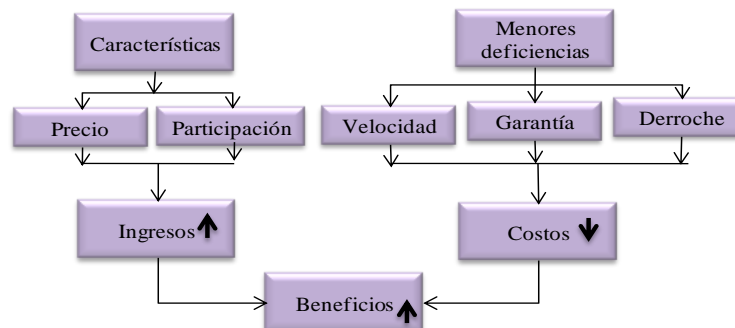 Características
Menores
deficiencias
Precio
Participación
Velocidad
Garantía
Derroche
Ingresos
Costos
Beneficios